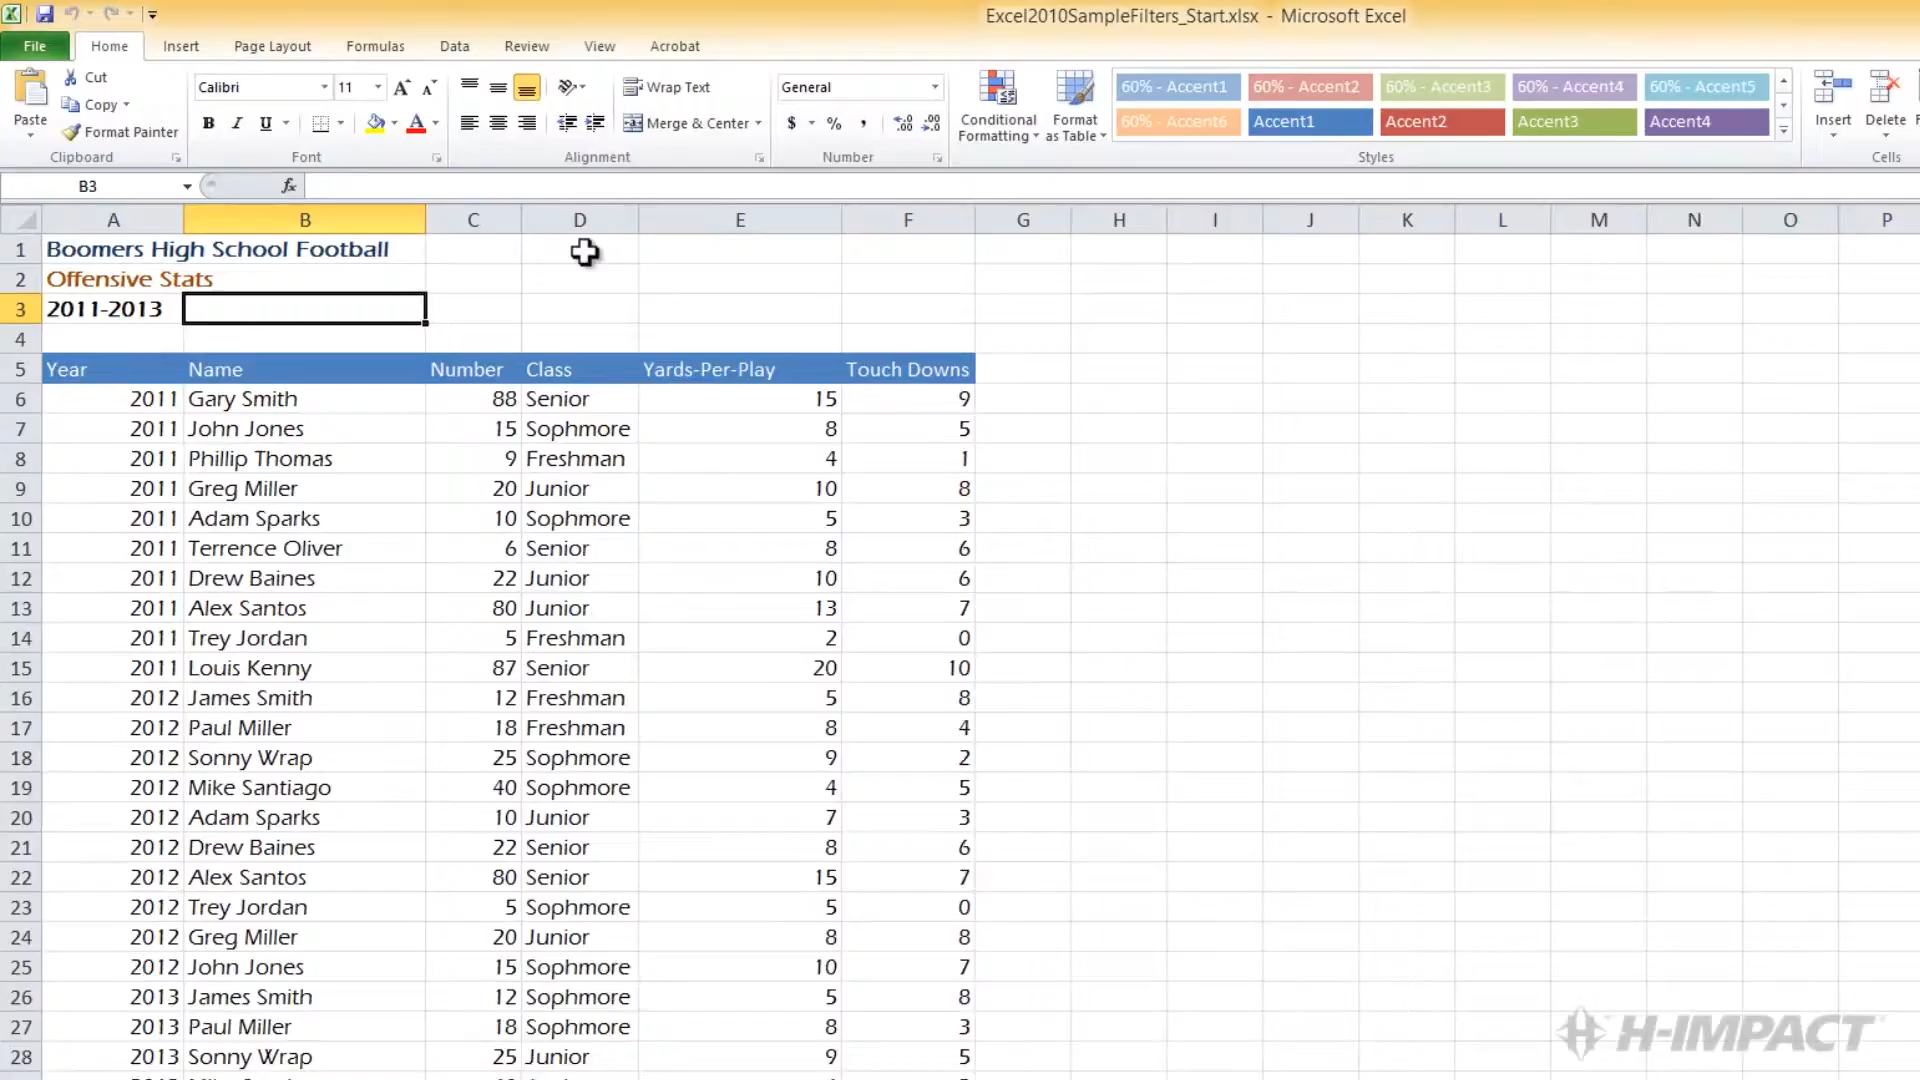 Excel2010SampleFilters_Start.xlsx - Microsoft Excel
File Home Insert Page Layout Formulas Data Review View Acrobat
Paste
Cut
Copy
Format Painter
Clipboard
Calibri 11
B I U
Font
Wrap Text
Merge & Center
Alignment
General
$ % ,
Number
Conditional Formatting
Format as Table
60% - Accent1 60% - Accent2 60% - Accent3 60% - Accent4 60% - Accent5
60% - Accent6 Accent1 Accent2 Accent3 Accent4
Styles
Insert Delete
Cells
B3 fx
A B C D E F G H I J K L M N O P
1 Boomers High School Football
2 Offensive Stats
3 2011-2013
4
5 Year Name Number Class Yards-Per-Play Touch Downs
6 2011 Gary Smith 88 Senior 15 9
7 2011 John Jones 15 Sophmore 8 5
8 2011 Phillip Thomas 9 Freshman 4 1
9 2011 Greg Miller 20 Junior 10 8
10 2011 Adam Sparks 10 Sophmore 5 3
11 2011 Terrence Oliver 6 Senior 8 6
12 2011 Drew Baines 22 Junior 10 6
13 2011 Alex Santos 80 Junior 13 7
14 2011 Trey Jordan 5 Freshman 2 0
15 2011 Louis Kenny 87 Senior 20 10
16 2012 James Smith 12 Freshman 5 8
17 2012 Paul Miller 18 Freshman 8 4
18 2012 Sonny Wrap 25 Sophmore 9 2
19 2012 Mike Santiago 40 Sophmore 4 5
20 2012 Adam Sparks 10 Junior 7 3
21 2012 Drew Baines 22 Senior 8 6
22 2012 Alex Santos 80 Senior 15 7
23 2012 Trey Jordan 5 Sophmore 5 0
24 2012 Greg Miller 20 Junior 8 8
25 2012 John Jones 15 Sophmore 10 7
26 2013 James Smith 12 Sophmore 5 8
27 2013 Paul Miller 18 Sophmore 8 3
28 2013 Sonny Wrap 25 Junior 9 5
H-IMPACT